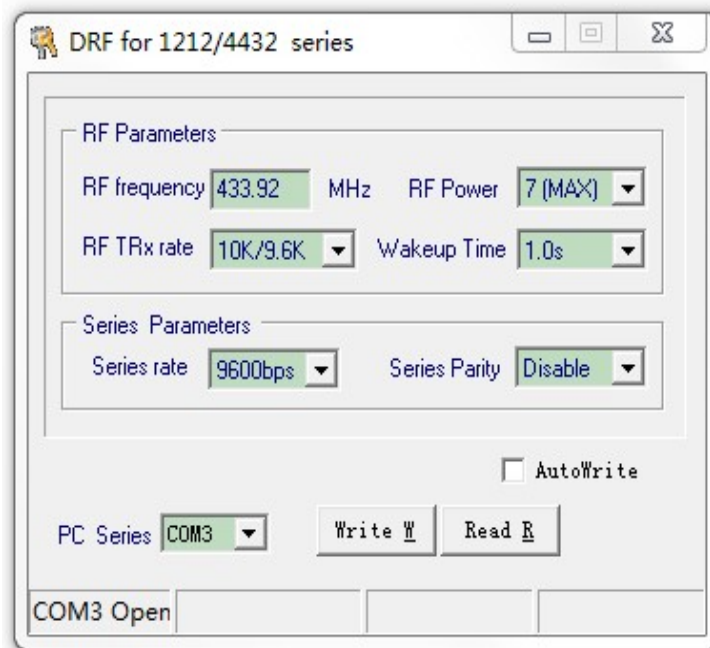 DRF for 1212/4432 series
RF Parameters
RF frequency 433.92 MHz RF Power 7 (MAX)
RF TRx rate 10K/9.6K Wakeup Time 1.0s
Series Parameters
Series rate 9600bps Series Parity Disable
AutoWrite
PC Series COM3 Write W Read R
COM3 Open